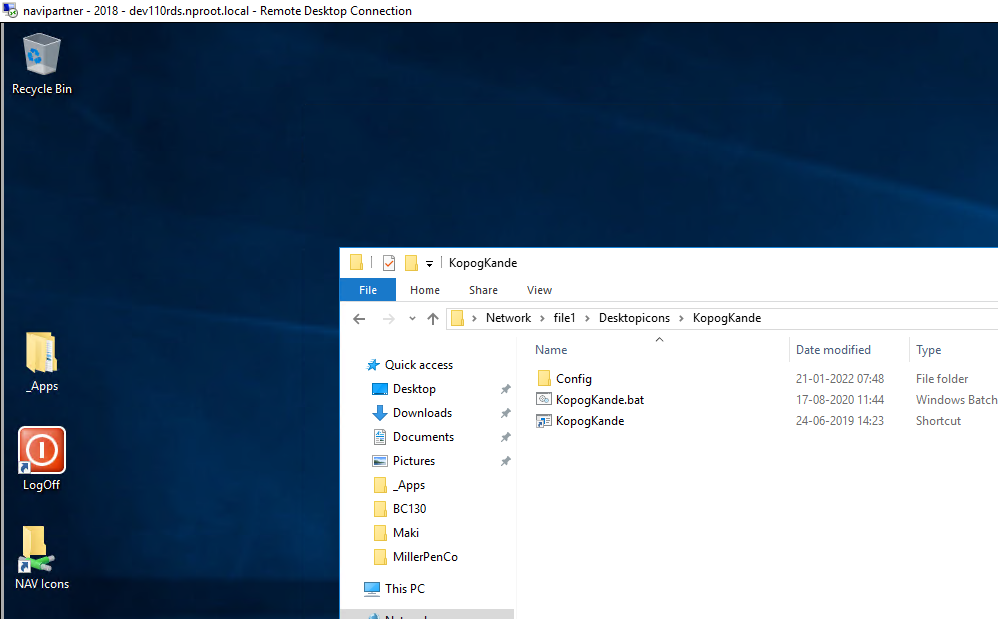 navipartner - 2018 - dev110rds.nproot.local - Remote Desktop Connection
Recycle Bin
_Apps
LogOff
NAV Icons
KopogKande
File Home Share View
Network file1 Desktopicons KopogKande
Name Date modified Type
Config 21-01-2022 07:48 File folder
KopogKande.bat 17-08-2020 11:44 Windows Batch
KopogKande 24-06-2019 14:23 Shortcut
Quick access
Desktop
Downloads
Documents
Pictures
_Apps
BC130
Maki
MillerPenCo
This PC